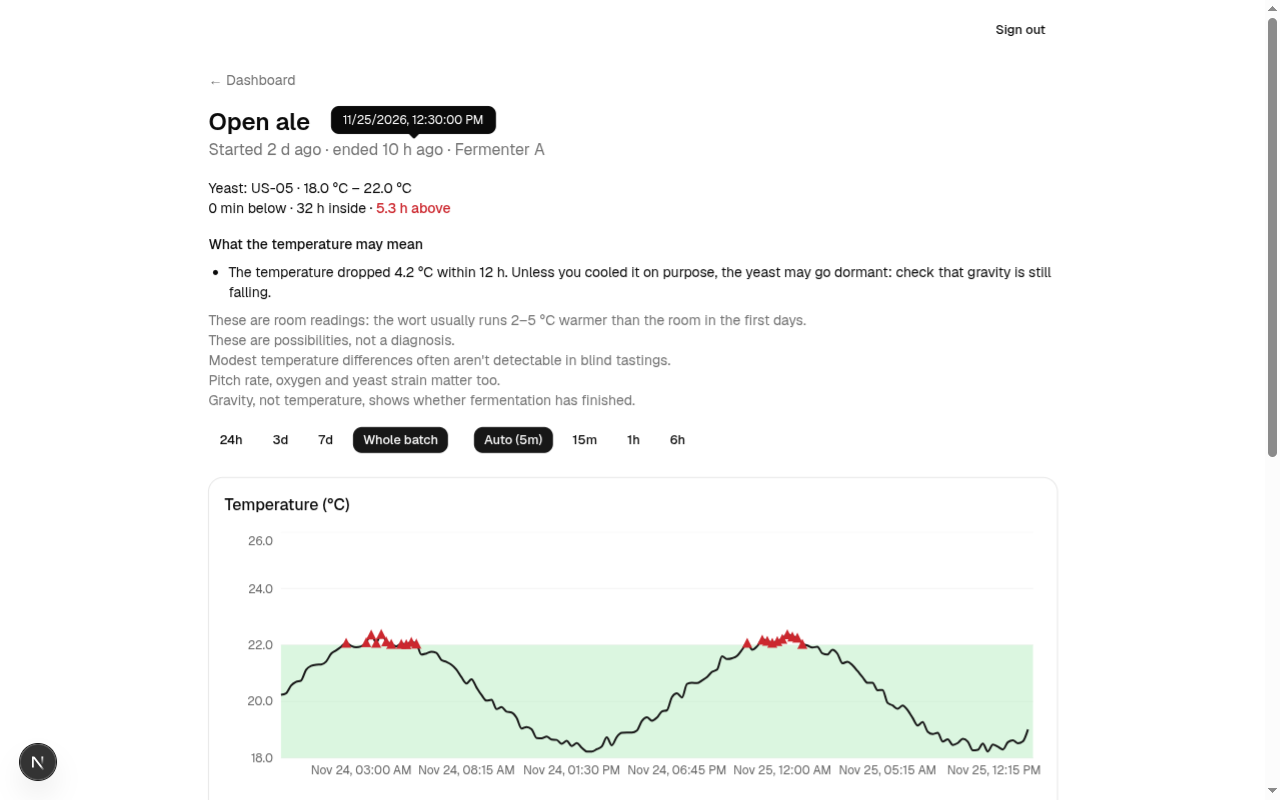 Sign out
← Dashboard
Open ale
11/25/2026, 12:30:00 PM
Started 2 d ago · ended 10 h ago · Fermenter A
Yeast: US-05 · 18.0 °C – 22.0 °C
0 min below · 32 h inside · 5.3 h above
What the temperature may mean
• The temperature dropped 4.2 °C within 12 h. Unless you cooled it on purpose, the yeast may go dormant: check that gravity is still
falling.
These are room readings: the wort usually runs 2–5 °C warmer than the room in the first days.
These are possibilities, not a diagnosis.
Modest temperature differences often aren't detectable in blind tastings.
Pitch rate, oxygen and yeast strain matter too.
Gravity, not temperature, shows whether fermentation has finished.
24h 3d 7d Whole batch Auto (5m) 15m 1h 6h
Temperature (°C)
26.0
24.0
22.0
20.0
18.0
Nov 24, 03:00 AM Nov 24, 08:15 AM Nov 24, 01:30 PM Nov 24, 06:45 PM Nov 25, 12:00 AM Nov 25, 05:15 AM Nov 25, 12:15 PM
N